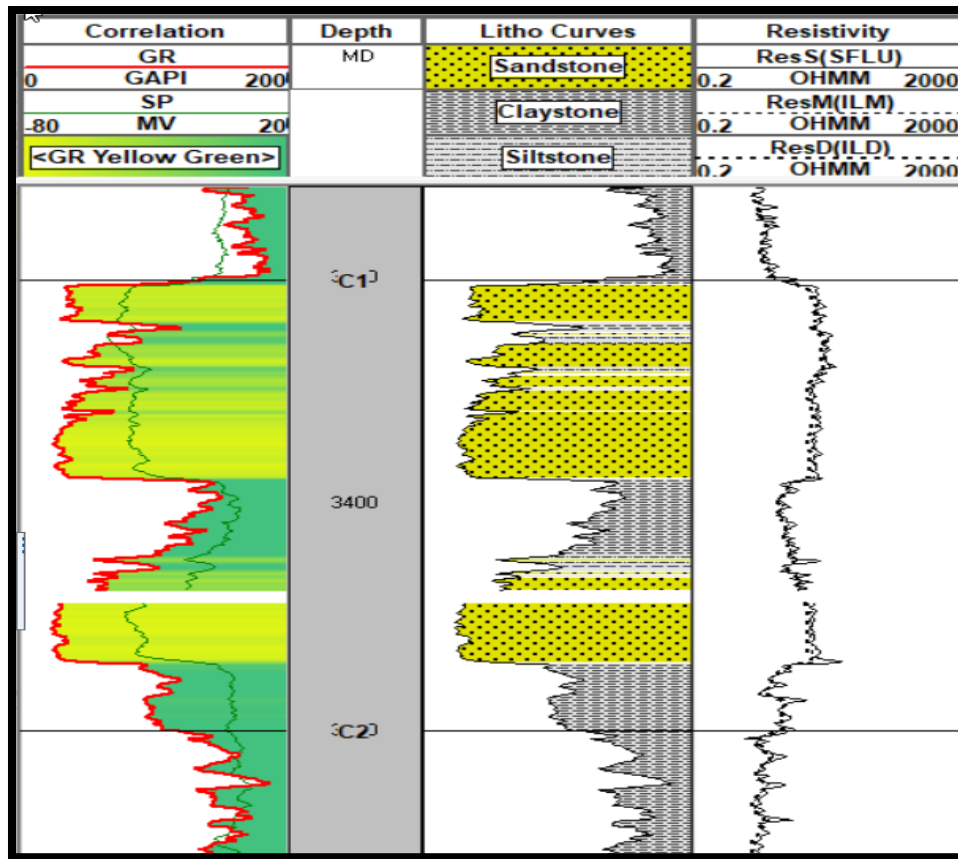 Correlation Depth Litho Curves Resistivity
GR MD Sandstone ResS(SFLU)
0 GAPI 200 0.2 OHMM 2000
SP Claystone ResM(ILM)
-80 MV 20 0.2 OHMM 2000
<GR Yellow Green> Siltstone ResD(ILD)
0.2 OHMM 2000
C1
3400
C2